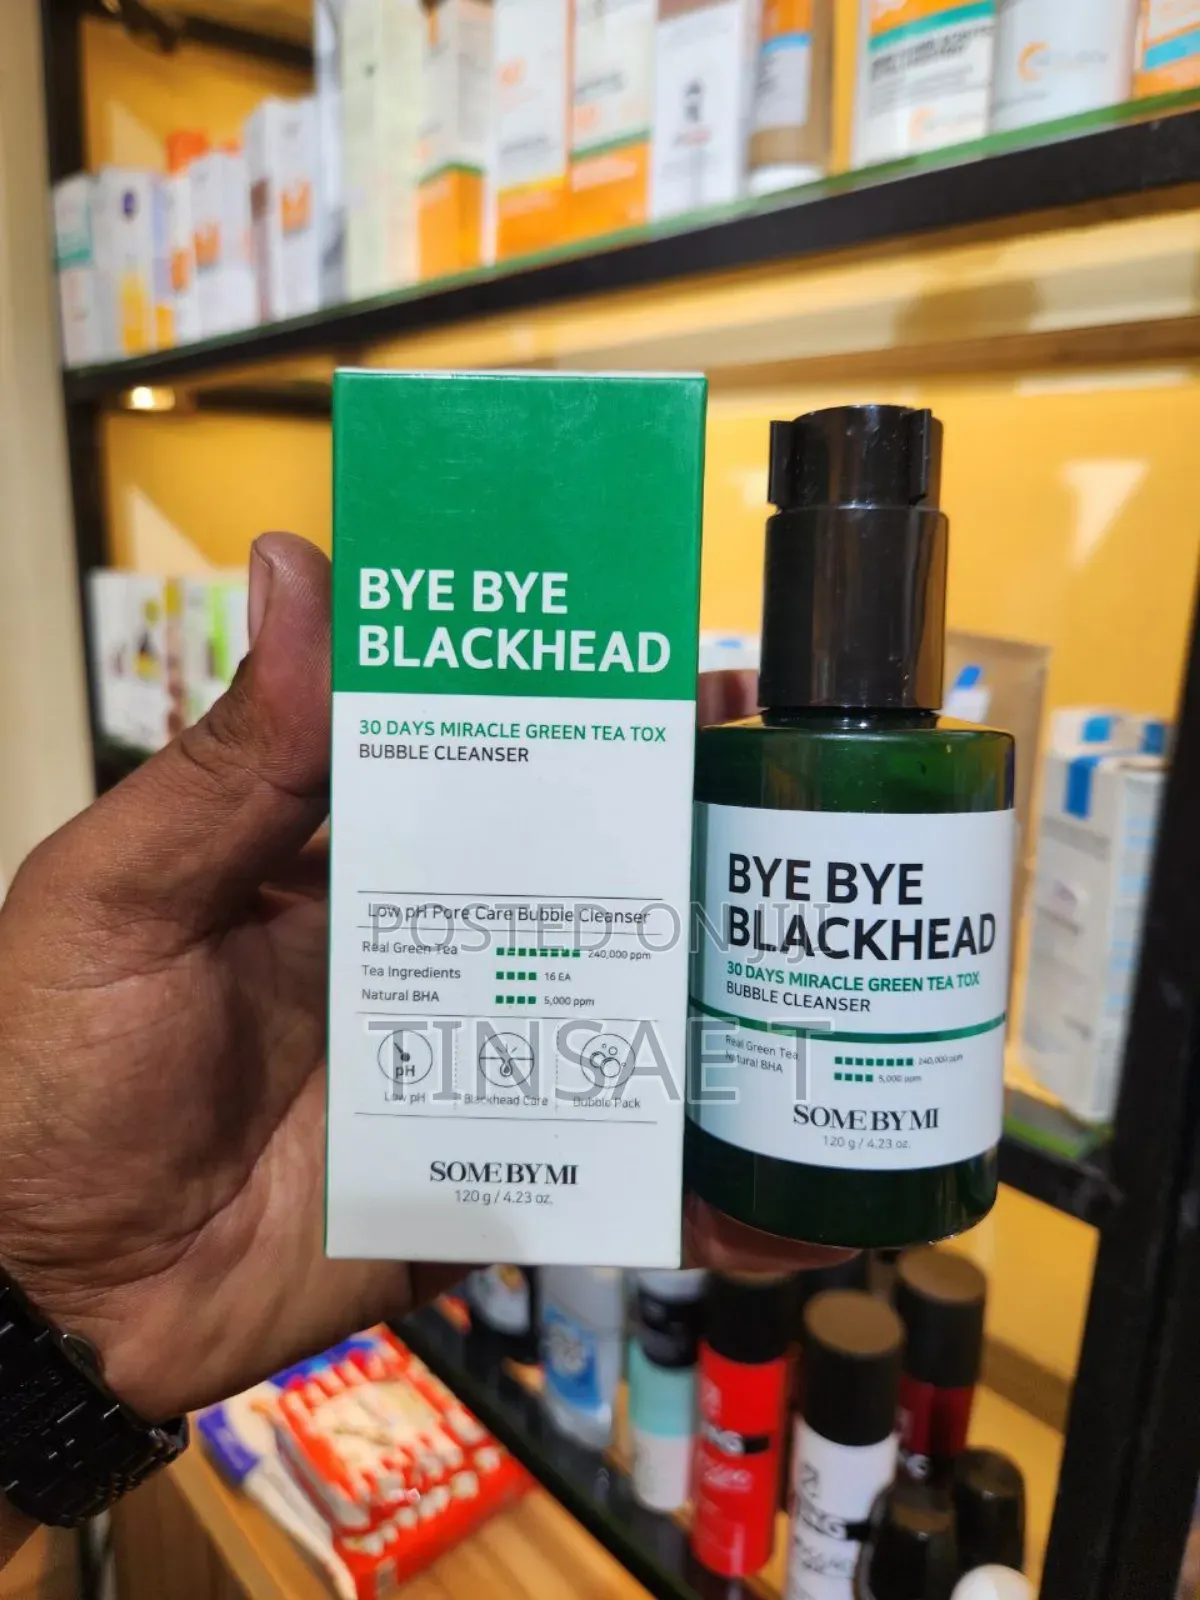 BYE BYE
BLACKHEAD
30 DAYS MIRACLE GREEN TEA TOX
BUBBLE CLEANSER
Low pH Pore Care Bubble Cleanser
Real Green Tea 240,000 ppm
Tea Ingredients 16 EA
Natural BHA 5,000 ppm
pH
Low pH Blackhead Care Bubble Pack
SOME BY MI
120 g / 4.23 oz.
BYE BYE
BLACKHEAD
30 DAYS MIRACLE GREEN TEA TOX
BUBBLE CLEANSER
Real Green Tea 240,000 ppm
Natural BHA 5,000 ppm
SOME BY MI
120 g / 4.23 oz.
POSTED ON JIJI
TINSAE T